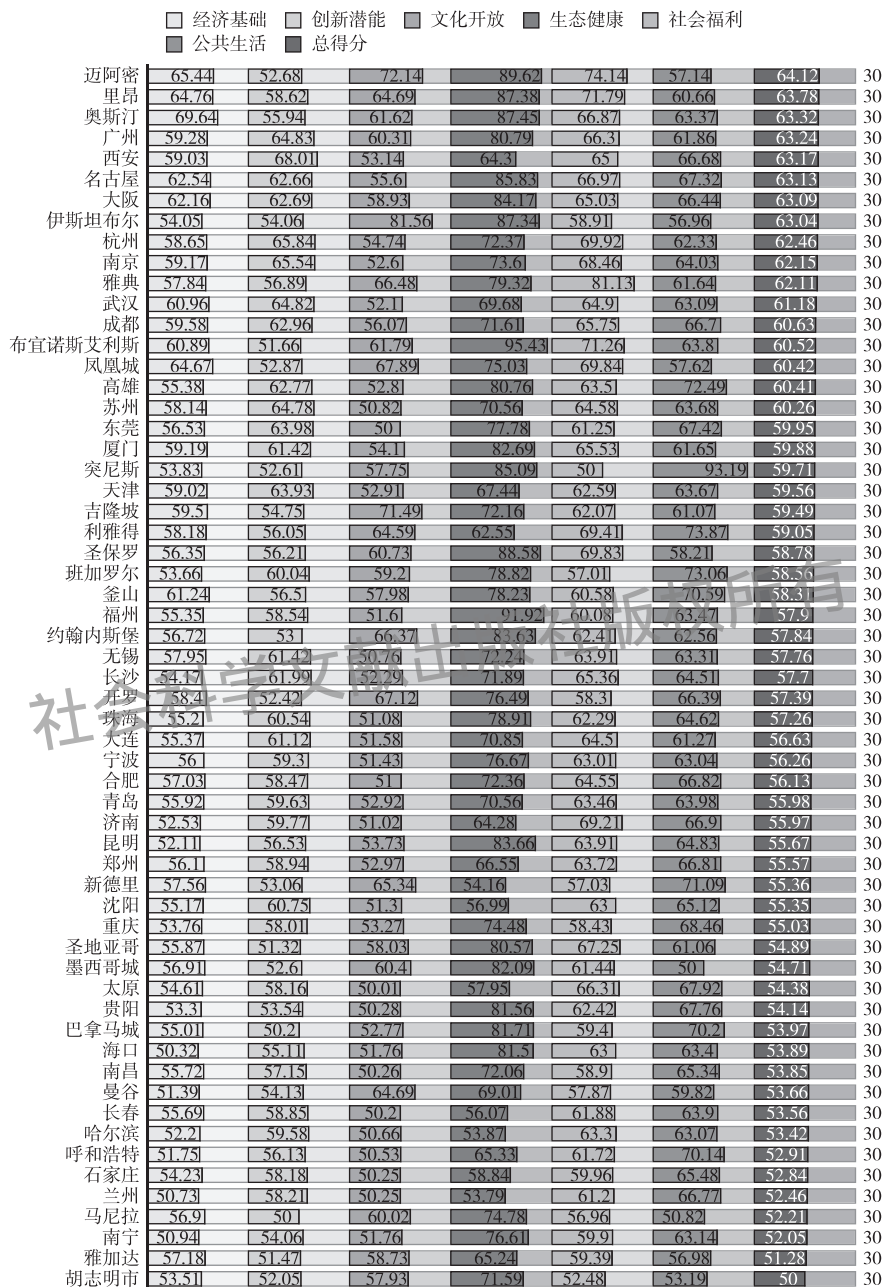 经济基础 创新潜能 文化开放 生态健康 社会福利
公共生活 总得分
迈阿密 65.44 52.68 72.14 89.62 74.14 57.14 64.12 30
里昂 64.76 58.62 64.69 87.38 71.79 60.66 63.78 30
奥斯汀 69.64 55.94 61.62 87.45 66.87 63.37 63.32 30
广州 59.28 64.83 60.31 80.79 66.3 61.86 63.24 30
西安 59.03 68.01 53.14 64.3 65 66.68 63.17 30
名古屋 62.54 62.66 55.6 85.83 66.97 67.32 63.13 30
大阪 62.16 62.69 58.93 84.17 65.03 66.44 63.09 30
伊斯坦布尔 54.05 54.06 81.56 87.34 58.91 56.96 63.04 30
杭州 58.65 65.84 54.74 72.37 69.92 62.33 62.46 30
南京 59.17 65.54 52.6 73.6 68.46 64.03 62.15 30
雅典 57.84 56.89 66.48 79.32 81.13 61.64 62.11 30
武汉 60.96 64.82 52.1 69.68 64.9 63.09 61.18 30
成都 59.58 62.96 56.07 71.61 65.75 66.7 60.63 30
布宜诺斯艾利斯 60.89 51.66 61.79 95.43 71.26 63.8 60.52 30
凤凰城 64.67 52.87 67.89 75.03 69.84 57.62 60.42 30
高雄 55.38 62.77 52.8 80.76 63.5 72.49 60.41 30
苏州 58.14 64.78 50.82 70.56 64.58 63.68 60.26 30
东莞 56.53 63.98 50 77.78 61.25 67.42 59.95 30
厦门 59.19 61.42 54.1 82.69 65.53 61.65 59.88 30
突尼斯 53.83 52.61 57.75 85.09 50 93.19 59.71 30
天津 59.02 63.93 52.91 67.44 62.59 63.67 59.56 30
吉隆坡 59.5 54.75 71.49 72.16 62.07 61.07 59.49 30
利雅得 58.18 56.05 64.59 62.55 69.41 73.87 59.05 30
圣保罗 56.35 56.21 60.73 88.58 69.83 58.21 58.78 30
班加罗尔 53.66 60.04 59.2 78.82 57.01 73.06 58.56 30
釜山 61.24 56.5 57.98 78.23 60.58 70.59 58.31 30
福州 55.35 58.54 51.6 91.92 60.08 63.47 57.9 30
约翰内斯堡 56.72 53 66.37 83.63 62.41 62.56 57.84 30
无锡 57.95 61.42 50.76 72.24 63.91 63.31 57.76 30
长沙 54.17 61.99 52.29 71.89 65.36 64.51 57.7 30
开罗 58.4 52.42 67.12 76.49 58.3 66.39 57.39 30
珠海 55.2 60.54 51.08 78.91 62.29 64.62 57.26 30
大连 55.37 61.12 51.58 70.85 64.5 61.27 56.63 30
宁波 56 59.3 51.43 76.67 63.01 63.04 56.26 30
合肥 57.03 58.47 51 72.36 64.55 66.82 56.13 30
青岛 55.92 59.63 52.92 70.56 63.46 63.98 55.98 30
济南 52.53 59.77 51.02 64.28 69.21 66.9 55.97 30
昆明 52.11 56.53 53.73 83.66 63.91 64.83 55.67 30
郑州 56.1 58.94 52.97 66.55 63.72 66.81 55.57 30
新德里 57.56 53.06 65.34 54.16 57.03 71.09 55.36 30
沈阳 55.17 60.75 51.3 56.99 63 65.12 55.35 30
重庆 53.76 58.01 53.27 74.48 58.43 68.46 55.03 30
圣地亚哥 55.87 51.32 58.03 80.57 67.25 61.06 54.89 30
墨西哥城 56.91 52.6 60.4 82.09 61.44 50 54.71 30
太原 54.61 58.16 50.01 57.95 66.31 67.92 54.38 30
贵阳 53.3 53.54 50.28 81.56 62.42 67.76 54.14 30
巴拿马城 55.01 50.2 52.77 81.71 59.4 70.2 53.97 30
海口 50.32 55.11 51.76 81.5 63 63.4 53.89 30
南昌 55.72 57.15 50.26 72.06 58.9 65.34 53.85 30
曼谷 51.39 54.13 64.69 69.01 57.87 59.82 53.66 30
长春 55.69 58.85 50.2 56.07 61.88 63.9 53.56 30
哈尔滨 52.2 59.58 50.66 53.87 63.3 63.07 53.42 30
呼和浩特 51.75 56.13 50.53 65.33 61.72 70.14 52.91 30
石家庄 54.23 58.18 50.25 58.84 59.96 65.48 52.84 30
兰州 50.73 58.21 50.25 53.79 61.2 66.77 52.46 30
马尼拉 56.9 50 60.02 74.78 56.96 50.82 52.21 30
南宁 50.94 54.06 51.76 76.61 59.9 63.14 52.05 30
雅加达 57.18 51.47 58.73 65.24 59.39 56.98 51.28 30
胡志明市 53.51 52.05 57.93 71.59 52.48 53.19 50 30
社会科学文献出版社版权所有